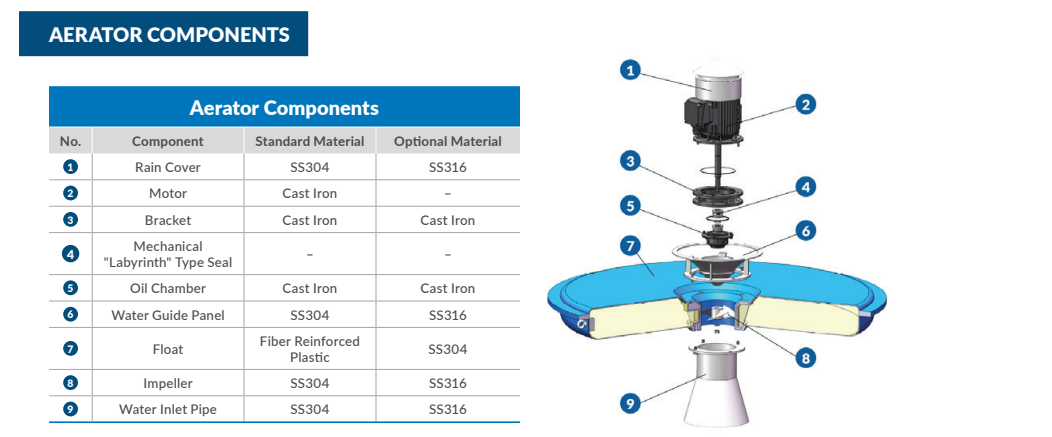 AERATOR COMPONENTS
Aerator Components
No. Component Standard Material Optional Material
1 Rain Cover SS304 SS316
2 Motor Cast Iron –
3 Bracket Cast Iron Cast Iron
4 Mechanical "Labyrinth" Type Seal – –
5 Oil Chamber Cast Iron Cast Iron
6 Water Guide Panel SS304 SS316
7 Float Fiber Reinforced Plastic SS304
8 Impeller SS304 SS316
9 Water Inlet Pipe SS304 SS316
1
2
3
4
5
6
7
8
9